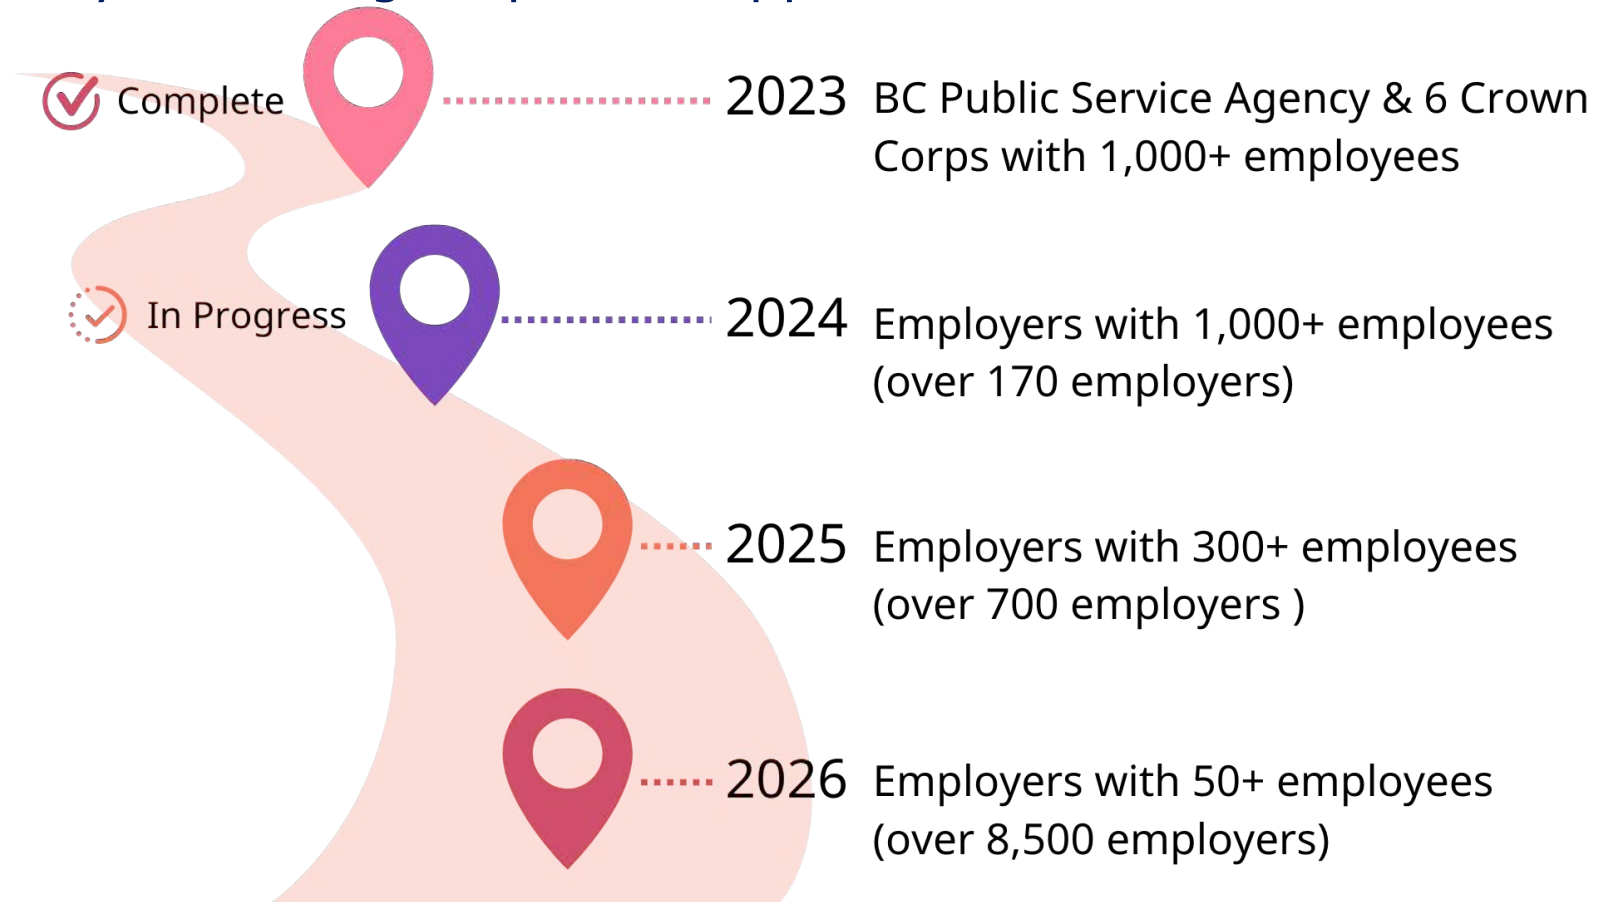 Complete
2023 BC Public Service Agency & 6 Crown
Corps with 1,000+ employees
In Progress
2024 Employers with 1,000+ employees
(over 170 employers)
2025 Employers with 300+ employees
(over 700 employers )
2026 Employers with 50+ employees
(over 8,500 employers)